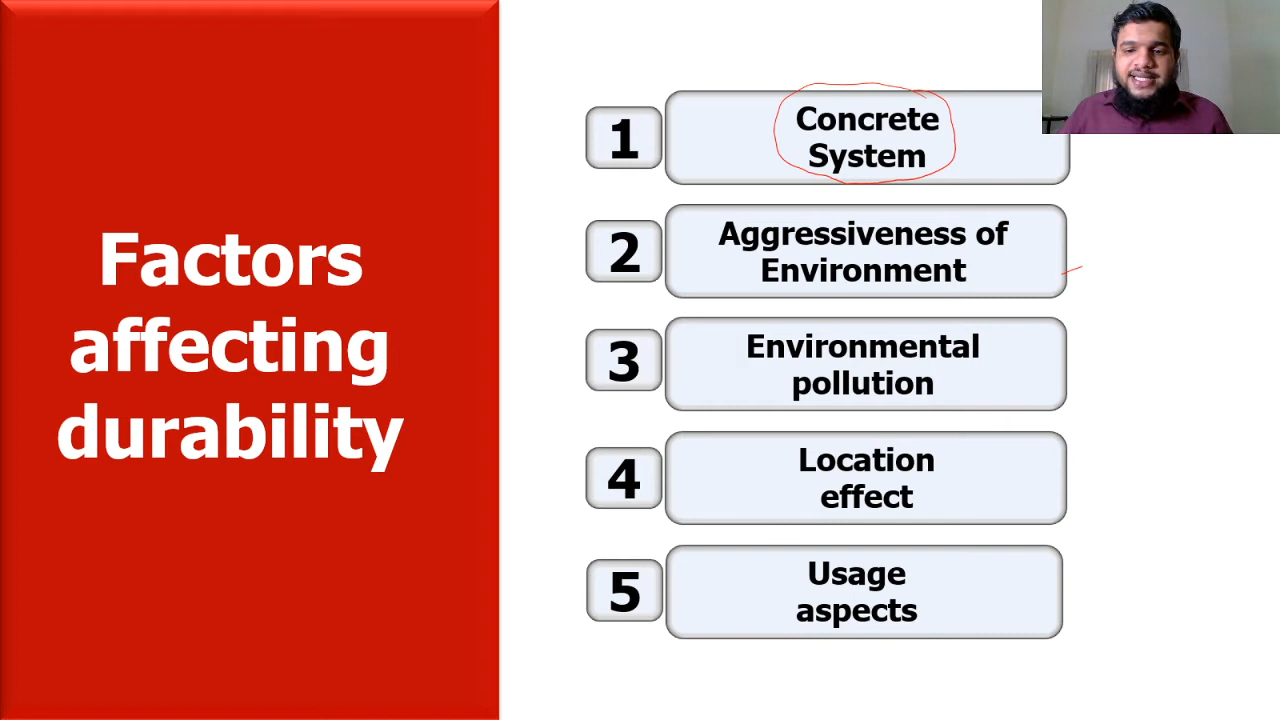 Factors
affecting
durability
1
Concrete
System
2
Aggressiveness of
Environment
3
Environmental
pollution
4
Location
effect
5
Usage
aspects